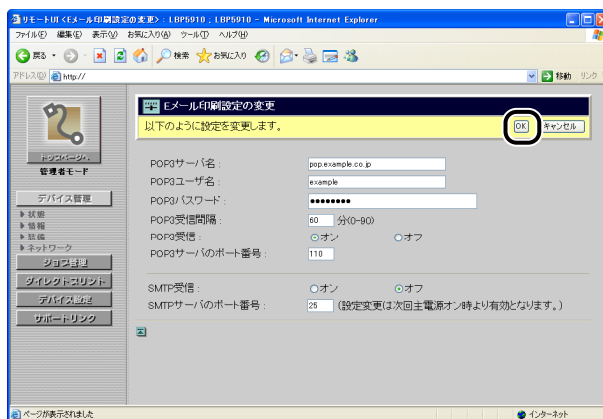 リモートUI <Eメール印刷設定の変更> : LBP5910 ; LBP5910 - Microsoft Internet Explorer
ファイル(F) 編集(E) 表示(V) お気に入り(A) ツール(T) ヘルプ(H)
戻る 検索 お気に入り
アドレス(D) http:// 移動 リンク
Eメール印刷設定の変更
以下のように設定を変更します。 OK キャンセル
トップページへ
管理者モード
デバイス管理
状態
情報
装備
ネットワーク
ジョブ管理
ダイレクトプリント
デバイス設定
サポートリンク
POP3サーバ名 : pop.example.co.jp
POP3ユーザ名 : example
POP3パスワード : ●●●●●●●●
POP3受信間隔 : 60 分(0-90)
POP3受信 : オン オフ
POP3サーバのポート番号 : 110
SMTP受信 : オン オフ
SMTPサーバのポート番号 : 25 (設定変更は次回主電源オン時より有効となります。)
ページが表示されました インターネット